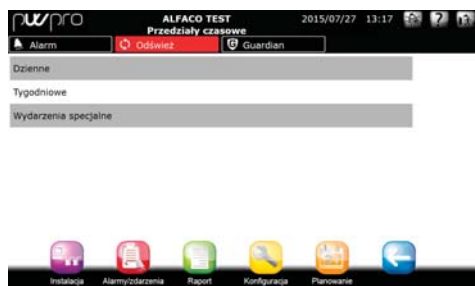 pwpro ALFACO TEST 2015/07/27 13:17 ?
Przedziały czasowe
Alarm Odśwież Guardian
Dzienne
Tygodniowe
Wydarzenia specjalne
Instalacja Alarmy/zdarzenia Raport Konfiguracja Planowanie